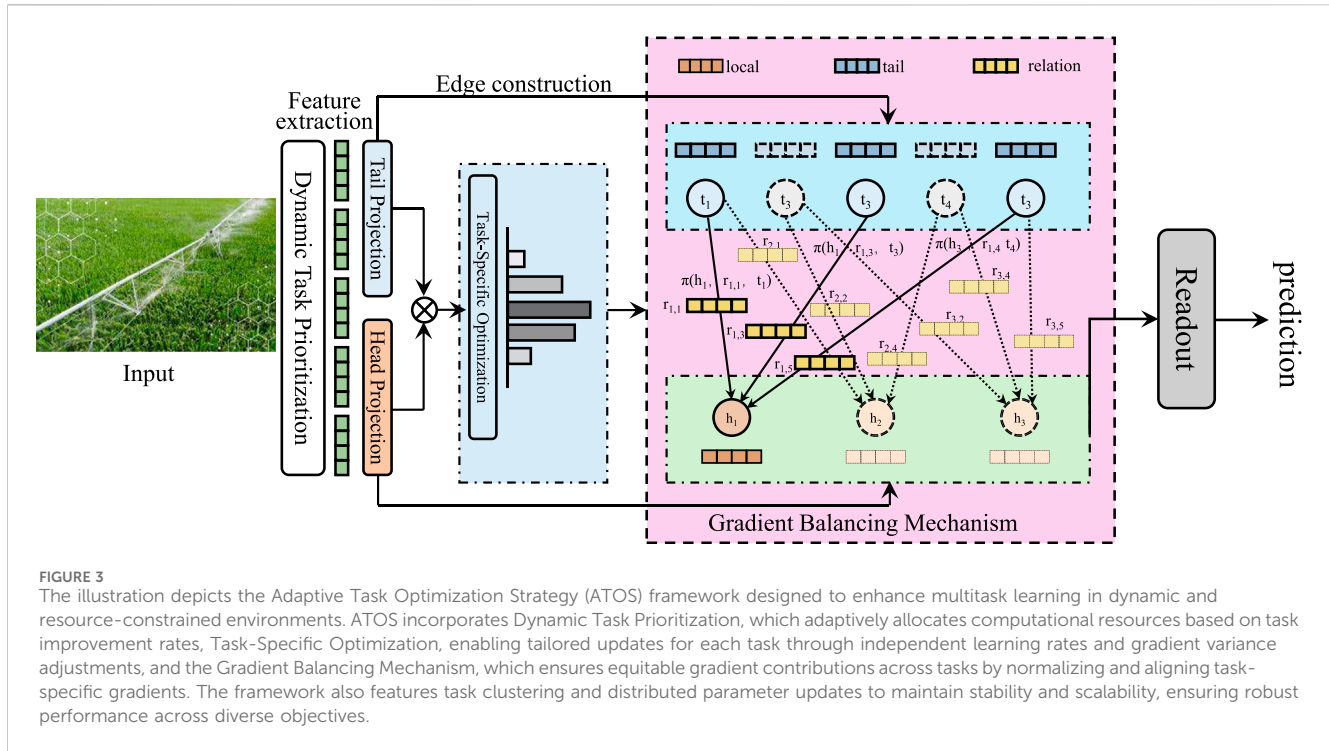 local
tail
relation
Edge construction
Feature
extraction
Dynamic Task Prioritization
Tail Projection
Head Projection
Task-Specific Optimization
Input
t1
t3
t3
t4
t3
r2,1
π(h1, r1,3, t3)
π(h3, r1,4 t4)
π(h1, r1,1, t1)
r1,1
r1,3
r1,5
r2,2
r2,4
r3,2
r3,4
r3,5
h1
h2
h3
Gradient Balancing Mechanism
Readout
prediction
FIGURE 3
The illustration depicts the Adaptive Task Optimization Strategy (ATOS) framework designed to enhance multitask learning in dynamic and
resource-constrained environments. ATOS incorporates Dynamic Task Prioritization, which adaptively allocates computational resources based on task
improvement rates, Task-Specific Optimization, enabling tailored updates for each task through independent learning rates and gradient variance
adjustments, and the Gradient Balancing Mechanism, which ensures equitable gradient contributions across tasks by normalizing and aligning task-
specific gradients. The framework also features task clustering and distributed parameter updates to maintain stability and scalability, ensuring robust
performance across diverse objectives.